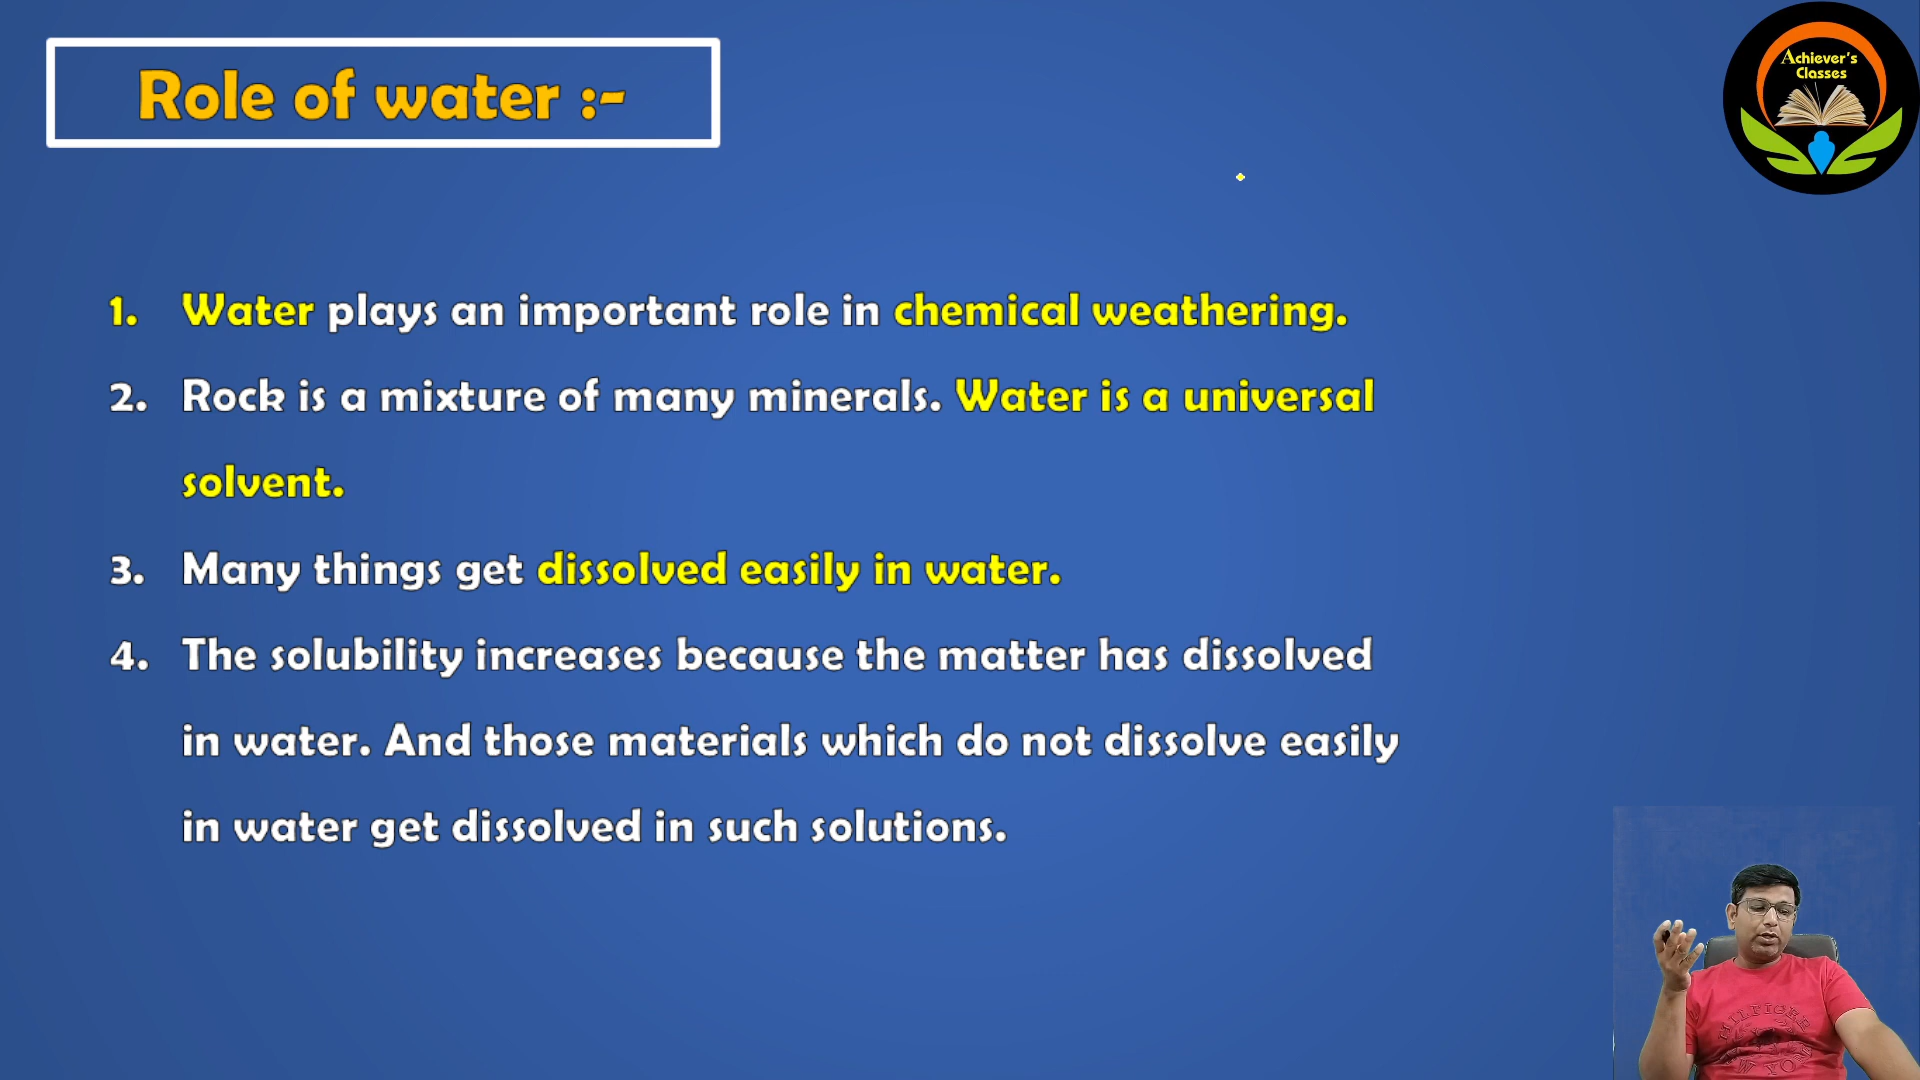 Role of water :-
Achiever's
Classes
1. Water plays an important role in chemical weathering.
2. Rock is a mixture of many minerals. Water is a universal
solvent.
3. Many things get dissolved easily in water.
4. The solubility increases because the matter has dissolved
in water. And those materials which do not dissolve easily
in water get dissolved in such solutions.